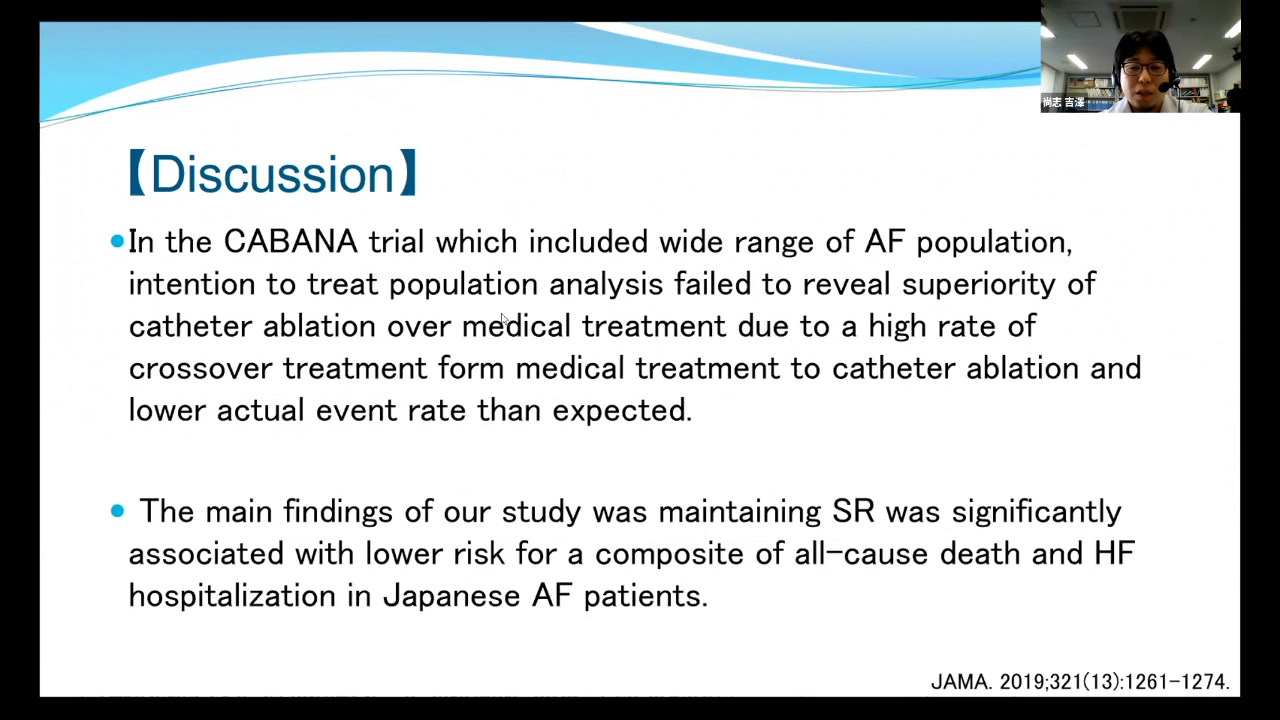 尚志 吉澤
【Discussion】
•In the CABANA trial which included wide range of AF population,
intention to treat population analysis failed to reveal superiority of
catheter ablation over medical treatment due to a high rate of
crossover treatment form medical treatment to catheter ablation and
lower actual event rate than expected.
• The main findings of our study was maintaining SR was significantly
associated with lower risk for a composite of all-cause death and HF
hospitalization in Japanese AF patients.
JAMA. 2019;321(13):1261-1274.